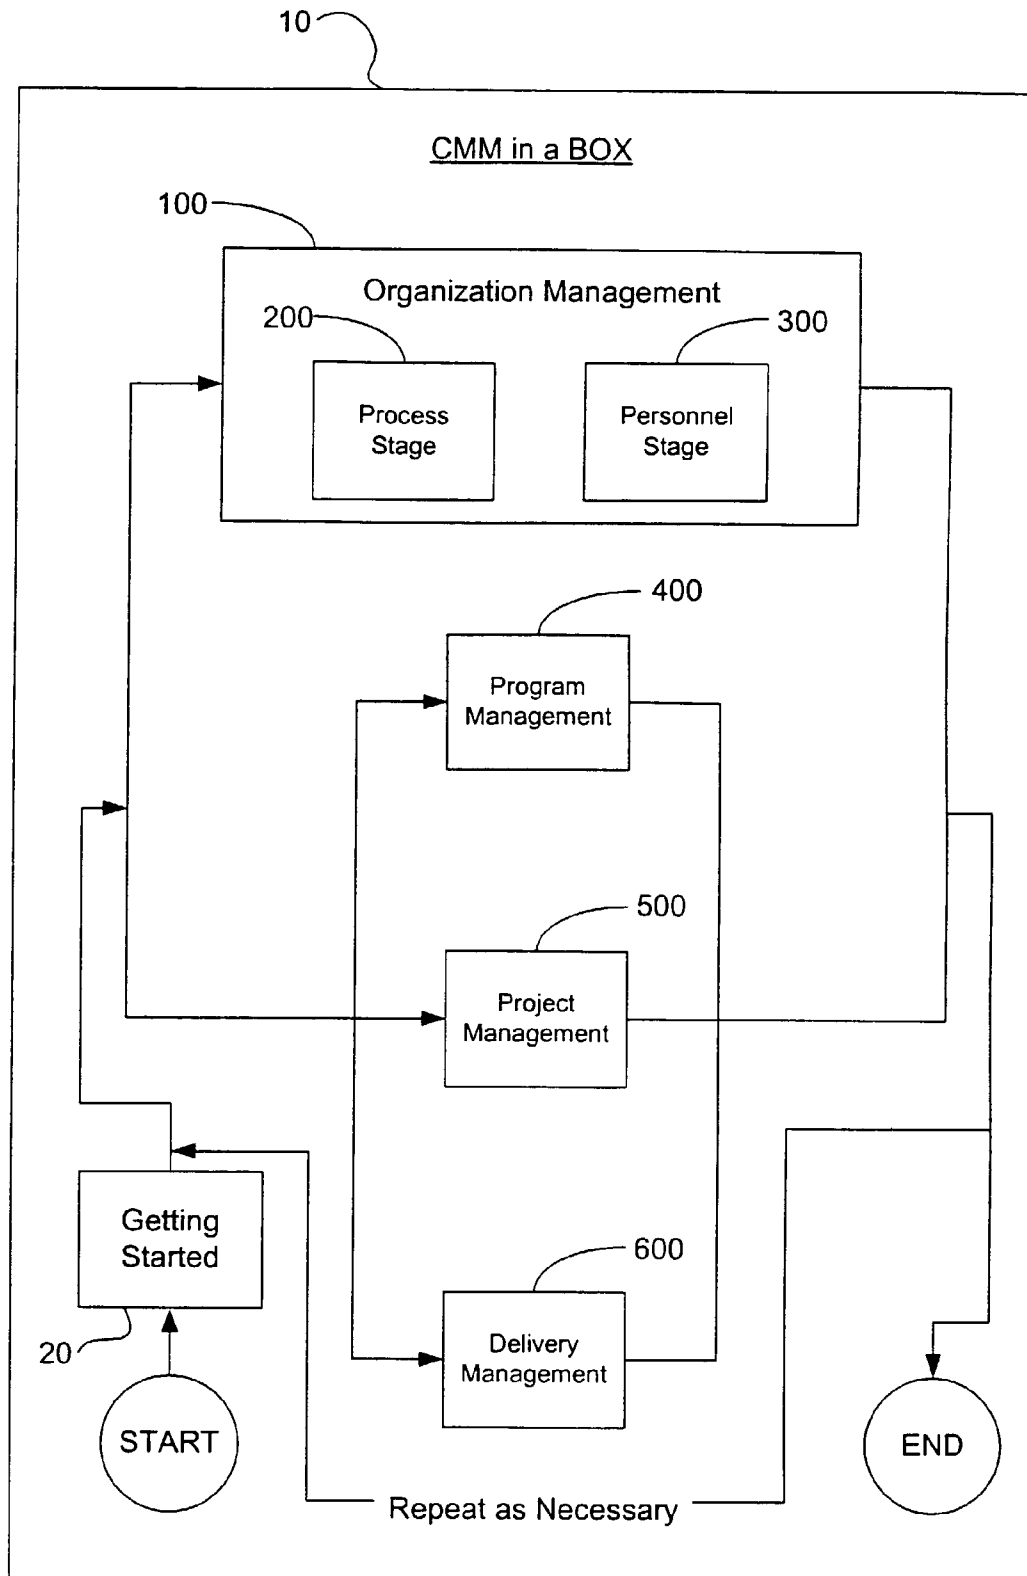 10
CMM in a BOX
100
Organization Management
200
300
Process
Stage
Personnel
Stage
400
Program
Management
500
Project
Management
Getting
Started
600
20
Delivery
Management
START
END
Repeat as Necessary